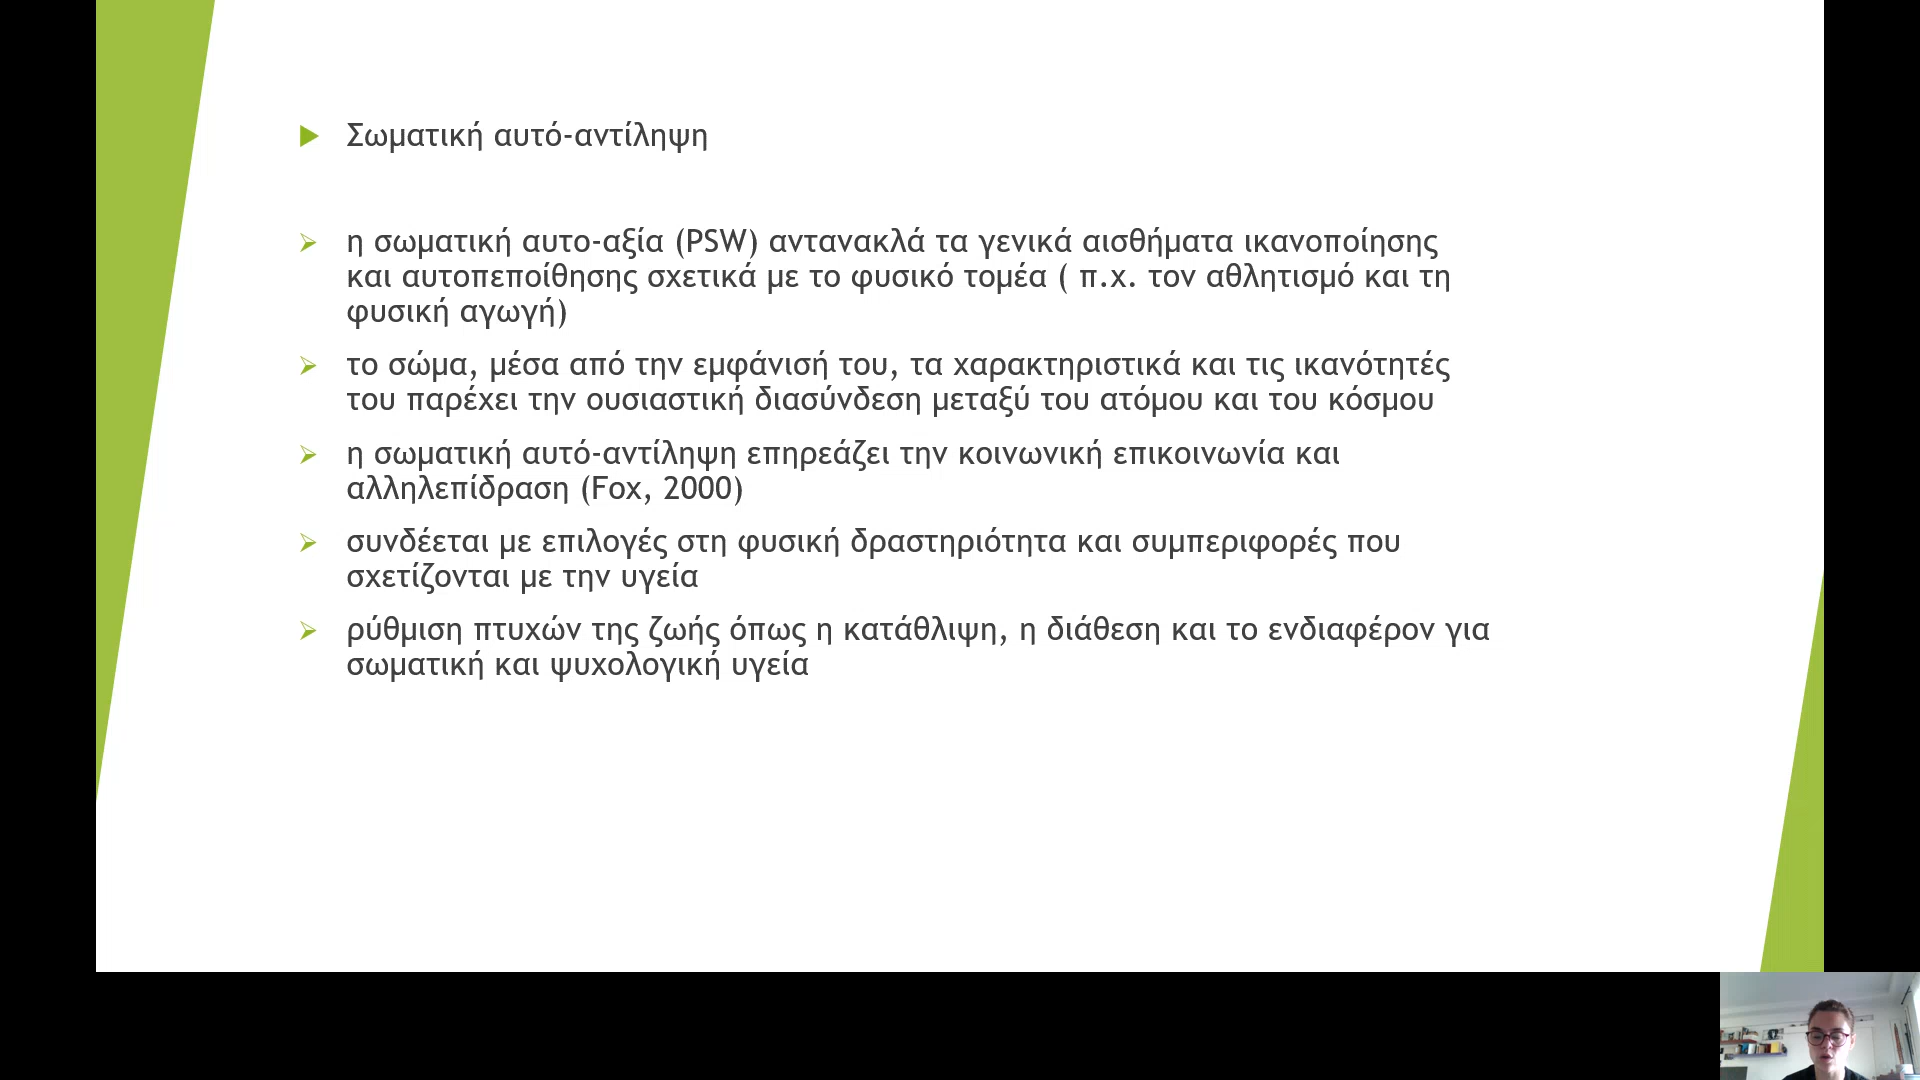 Σωματική αυτό-αντίληψη
η σωματική αυτο-αξία (PSW) αντανακλά τα γενικά αισθήματα ικανοποίησης
και αυτοπεποίθησης σχετικά με το φυσικό τομέα ( π.χ. τον αθλητισμό και τη
φυσική αγωγή)
το σώμα, μέσα από την εμφάνισή του, τα χαρακτηριστικά και τις ικανότητές
του παρέχει την ουσιαστική διασύνδεση μεταξύ του ατόμου και του κόσμου
η σωματική αυτό-αντίληψη επηρεάζει την κοινωνική επικοινωνία και
αλληλεπίδραση (Fox, 2000)
συνδέεται με επιλογές στη φυσική δραστηριότητα και συμπεριφορές που
σχετίζονται με την υγεία
ρύθμιση πτυχών της ζωής όπως η κατάθλιψη, η διάθεση και το ενδιαφέρον για
σωματική και ψυχολογική υγεία